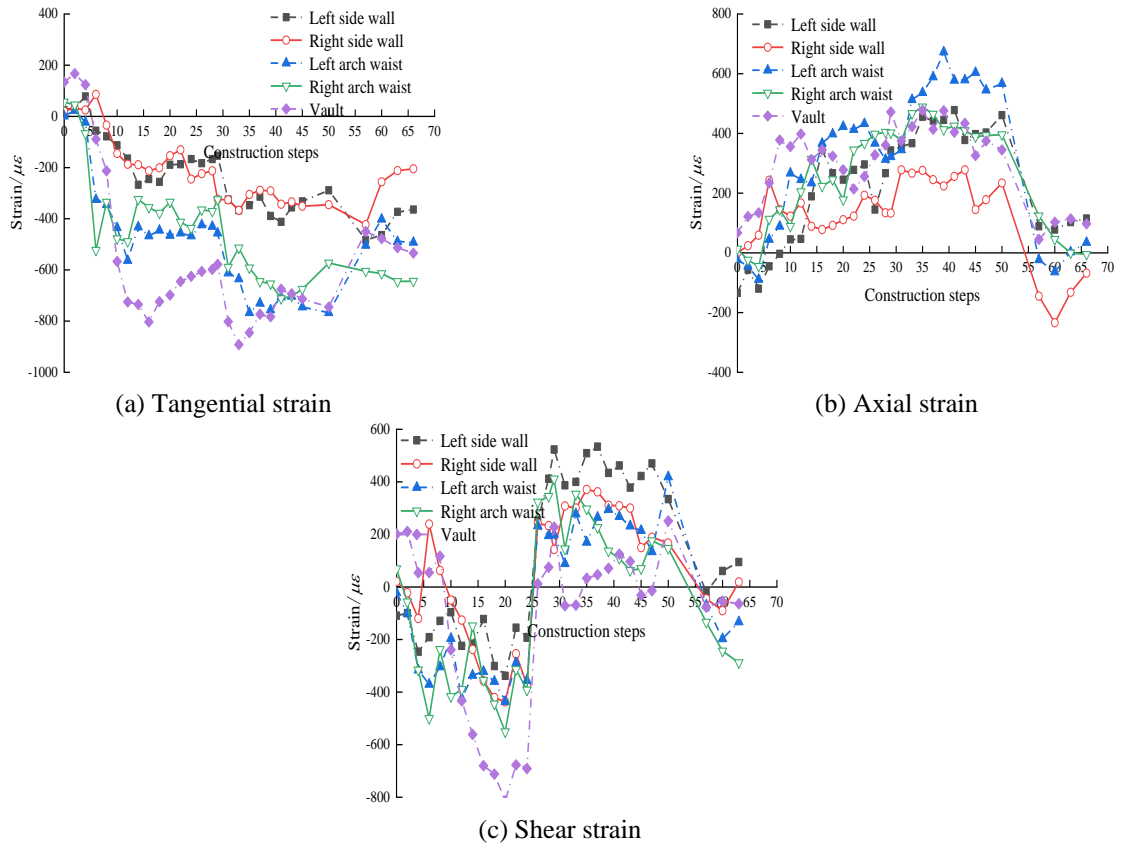 400
200
0
-200
-400
-600
-800
-1000
Strain/με
0 5 10 15 20 25 30 35 40 45 50 55 60 65 70
Construction steps
Left side wall
Right side wall
Left arch waist
Right arch waist
Vault
(a) Tangential strain
800
600
400
200
0
-200
-400
Strain/με
0 5 10 15 20 25 30 35 40 45 50 55 60 65 70
Construction steps
Left side wall
Right side wall
Left arch waist
Right arch waist
Vault
(b) Axial strain
600
400
200
0
-200
-400
-600
-800
Strain/με
0 5 10 15 20 25 30 35 40 45 50 55 60 65 70
Construction steps
Left side wall
Right side wall
Left arch waist
Right arch waist
Vault
(c) Shear strain